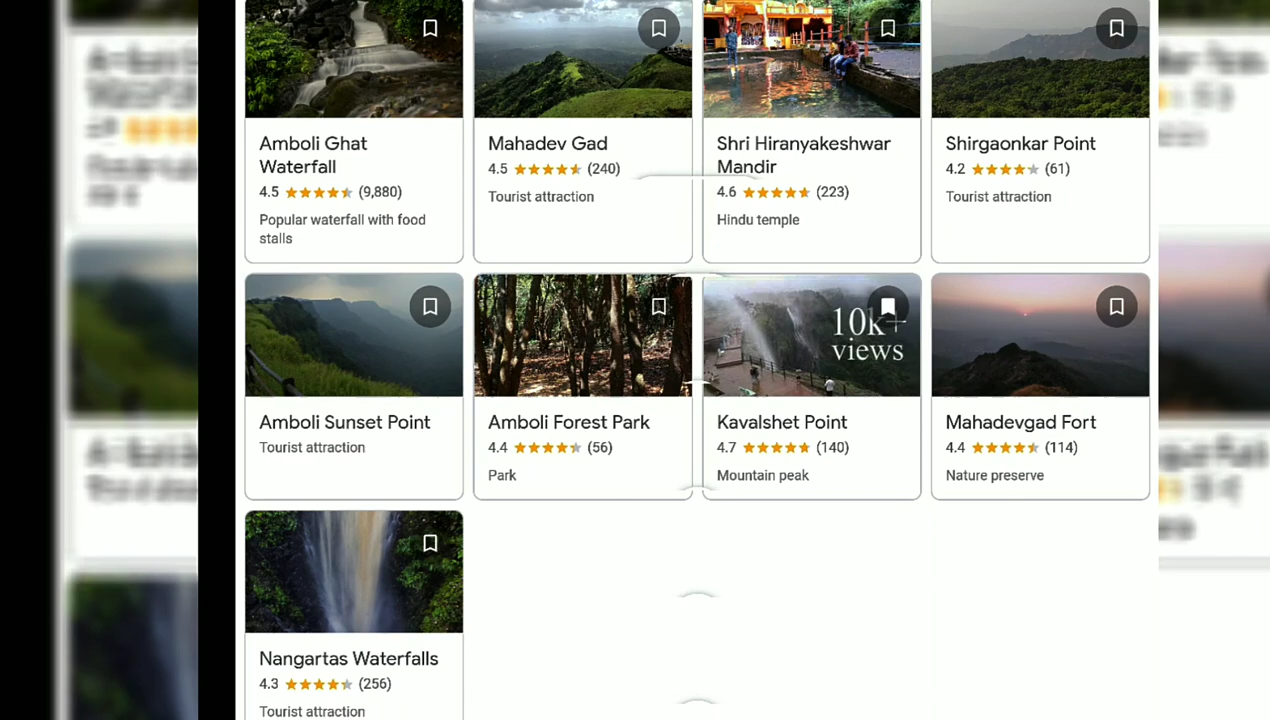 Amboli Ghat
Waterfall
4.5 (9,880)
Popular waterfall with food
stalls
Mahadev Gad
4.5 (240)
Tourist attraction
Shri Hiranyakeshwar
Mandir
4.6 (223)
Hindu temple
Shirgaonkar Point
4.2 (61)
Tourist attraction
Amboli Sunset Point
Tourist attraction
Amboli Forest Park
4.4 (56)
Park
10k+
views
Kavalshet Point
4.7 (140)
Mountain peak
Mahadevgad Fort
4.4 (114)
Nature preserve
Nangartas Waterfalls
4.3 (256)
Tourist attraction